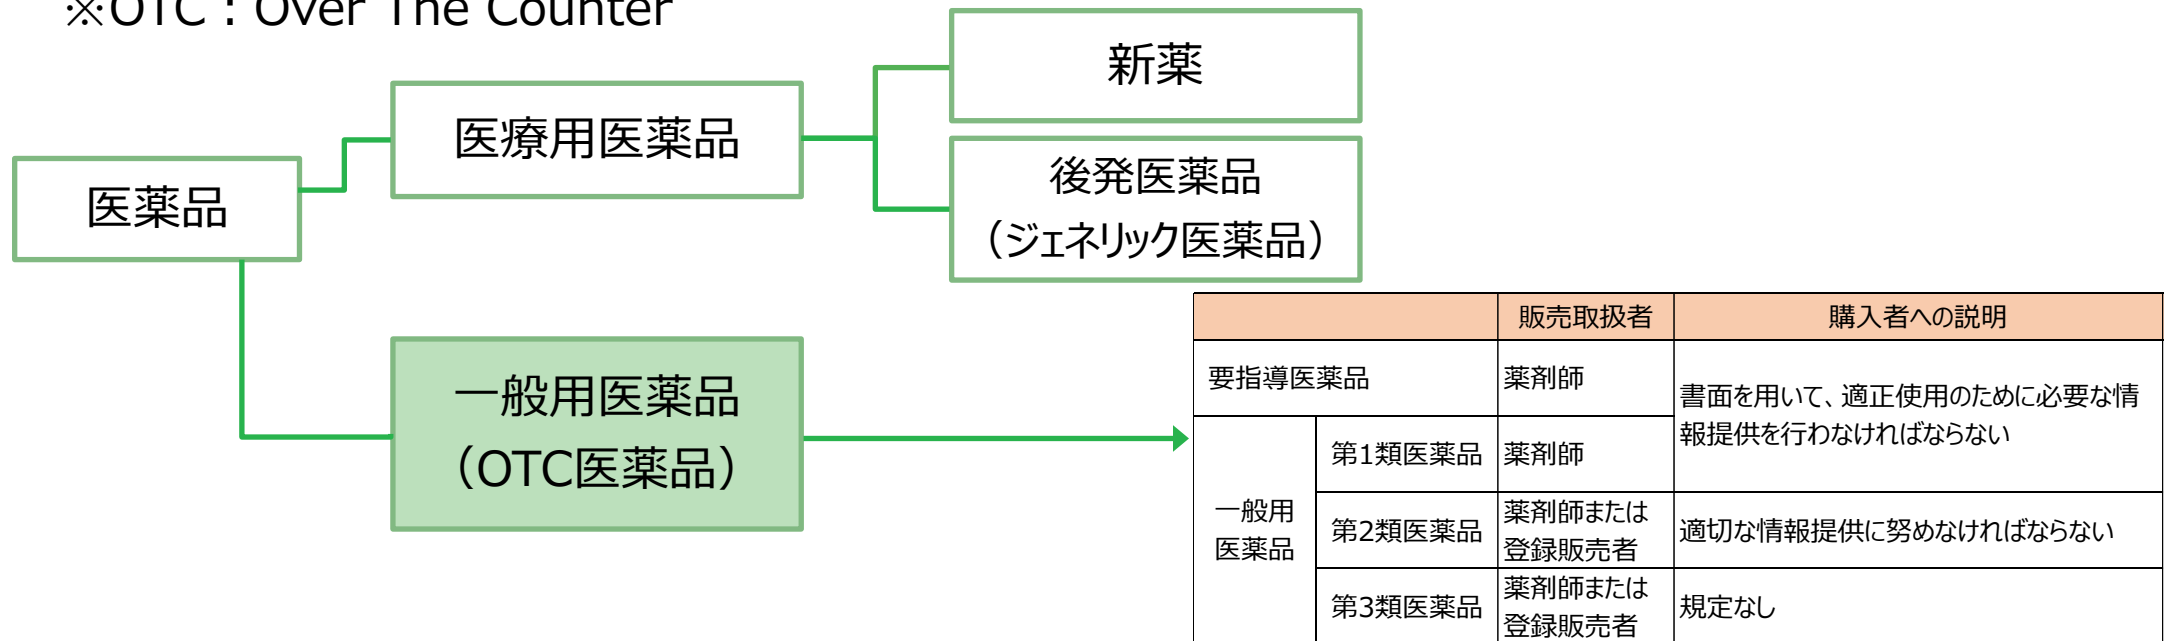 ※OTC：Over The Counter
新薬
医療用医薬品
後発医薬品
（ジェネリック医薬品）
医薬品
一般用医薬品
（OTC医薬品）
販売取扱者
購入者への説明
要指導医薬品
薬剤師
書面を用いて、適正使用のために必要な情
報提供を行わなければならない
一般用
医薬品
第1類医薬品
薬剤師
第2類医薬品
薬剤師または
登録販売者
適切な情報提供に努めなければならない
第3類医薬品
薬剤師または
登録販売者
規定なし